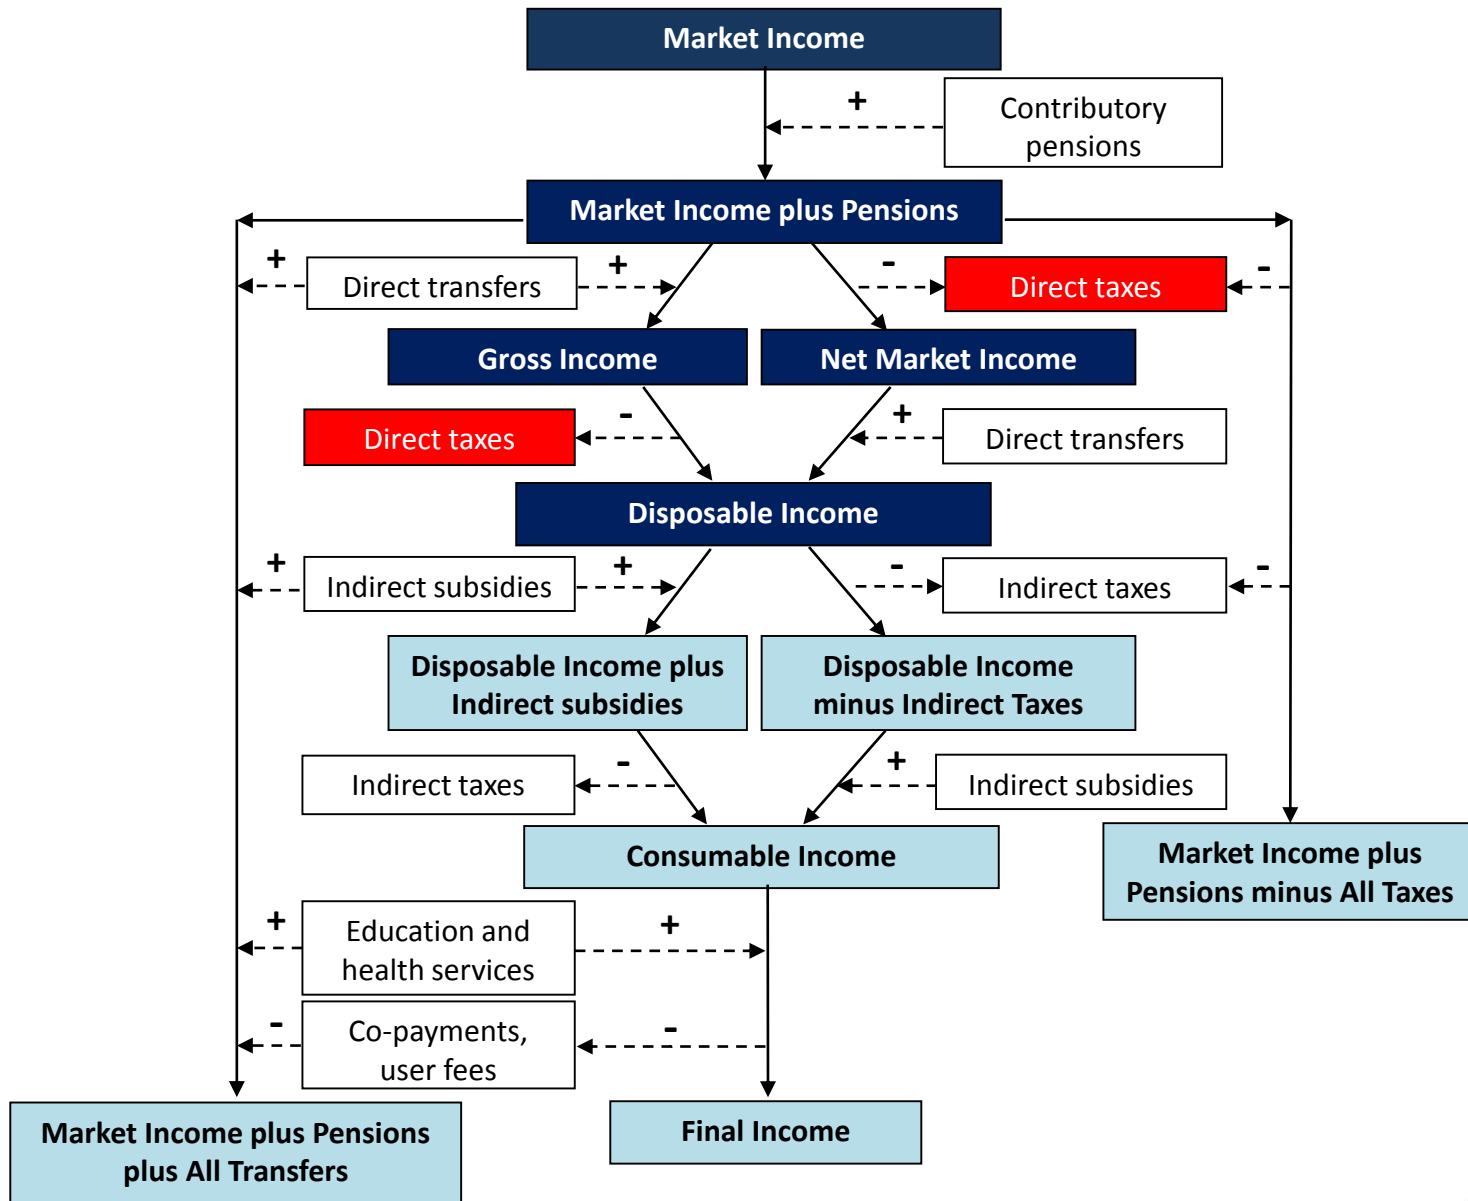 Market Income
+
Contributory
pensions
Market Income plus Pensions
+
Direct transfers
+
-
Direct taxes
-
Gross Income
Net Market Income
Direct taxes
-
+
Direct transfers
Disposable Income
+
Indirect subsidies
+
-
Indirect taxes
-
Disposable Income plus
Indirect subsidies
Disposable Income
minus Indirect Taxes
Indirect taxes
-
+
Indirect subsidies
Consumable Income
Market Income plus
Pensions minus All Taxes
+
Education and
health services
+
-
Co-payments,
user fees
-
Market Income plus Pensions
plus All Transfers
Final Income